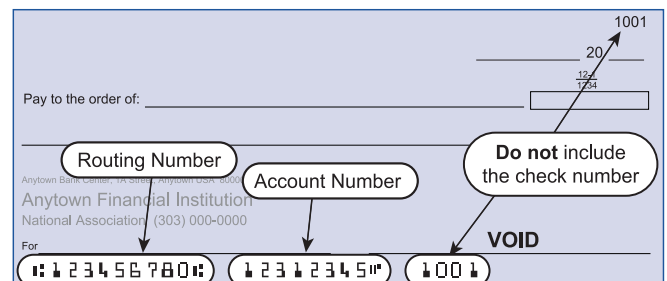 1001
20
12-1
1234
Pay to the order of:
Routing Number
Do not include
the check number
Account Number
Anytown Bank Center, 1A Street, Anytown USA 8000
Anytown Financial Institution
National Association (303) 000-0000
For
VOID
⑆123456780⑆ 12312345⑈ 1001